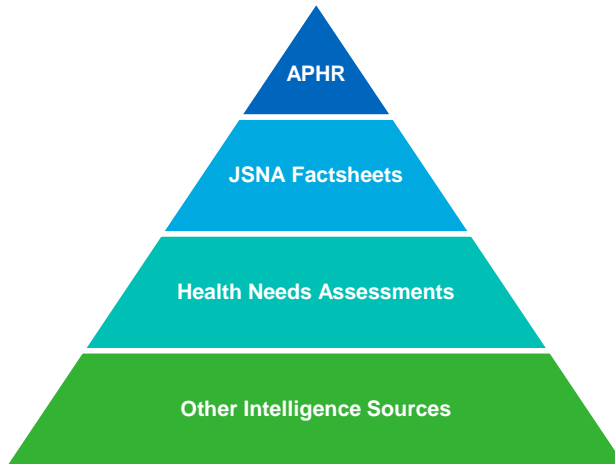 APHR
JSNA Factsheets
Health Needs Assessments
Other Intelligence Sources